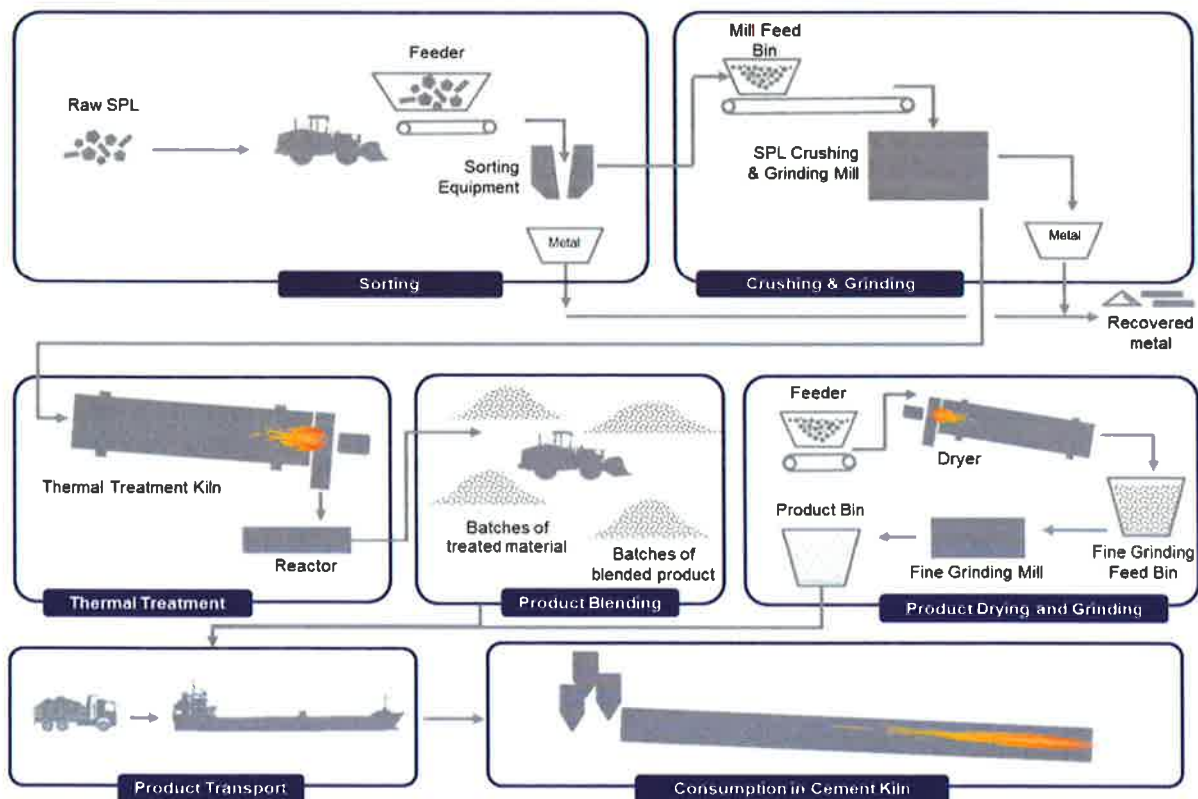 Raw SPL
Feeder
Sorting
Equipment
Metal
Sorting
Mill Feed
Bin
SPL Crushing
& Grinding Mill
Metal
Crushing & Grinding
Recovered
metal
Thermal Treatment Kiln
Reactor
Thermal Treatment
Batches of
treated material
Batches of
blended product
Product Blending
Feeder
Dryer
Product Bin
Fine Grinding Mill
Fine Grinding
Feed Bin
Product Drying and Grinding
Product Transport
Consumption in Cement Kiln